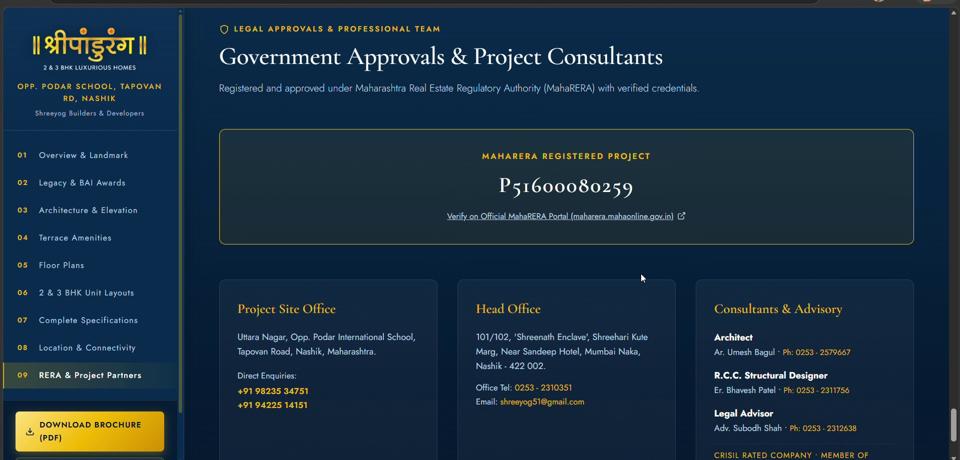 ॥श्रीपांडुरंग॥
2 & 3 BHK LUXURIOUS HOMES
OPP. PODAR SCHOOL, TAPOVAN
RD, NASHIK
Shreeyog Builders & Developers
01 Overview & Landmark
02 Legacy & BAI Awards
03 Architecture & Elevation
04 Terrace Amenities
05 Floor Plans
06 2 & 3 BHK Unit Layouts
07 Complete Specifications
08 Location & Connectivity
09 RERA & Project Partners
DOWNLOAD BROCHURE
(PDF)
LEGAL APPROVALS & PROFESSIONAL TEAM
Government Approvals & Project Consultants
Registered and approved under Maharashtra Real Estate Regulatory Authority (MahaRERA) with verified credentials.
MAHARERA REGISTERED PROJECT
P51600080259
Verify on Official MahaRERA Portal (maharera.mahaonline.gov.in)
Project Site Office
Uttara Nagar, Opp. Podar International School,
Tapovan Road, Nashik, Maharashtra.
Direct Enquiries:
+91 98235 34751
+91 94225 14151
Head Office
101/102, 'Shreenath Enclave', Shreehari Kute
Marg, Near Sandeep Hotel, Mumbai Naka,
Nashik - 422 002.
Office Tel: 0253 - 2310351
Email: shreeyog51@gmail.com
Consultants & Advisory
Architect
Ar. Umesh Bagul · Ph: 0253 - 2579667
R.C.C. Structural Designer
Er. Bhavesh Patel · Ph: 0253 - 2311756
Legal Advisor
Adv. Subodh Shah · Ph: 0253 - 2312638
CRISIL RATED COMPANY · MEMBER OF